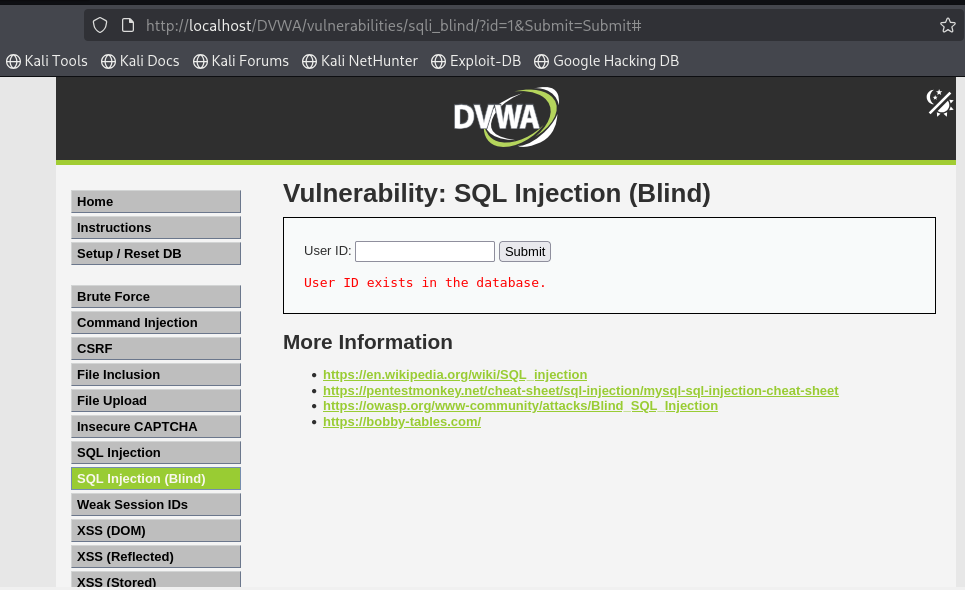 http://localhost/DVWA/vulnerabilities/sqli_blind/?id=1&Submit=Submit#
Kali Tools Kali Docs Kali Forums Kali NetHunter Exploit-DB Google Hacking DB
DVWA
Home
Instructions
Setup / Reset DB
Brute Force
Command Injection
CSRF
File Inclusion
File Upload
Insecure CAPTCHA
SQL Injection
SQL Injection (Blind)
Weak Session IDs
XSS (DOM)
XSS (Reflected)
XSS (Stored)
Vulnerability: SQL Injection (Blind)
User ID: Submit
User ID exists in the database.
More Information
https://en.wikipedia.org/wiki/SQL_injection
https://pentestmonkey.net/cheat-sheet/sql-injection/mysql-sql-injection-cheat-sheet
https://owasp.org/www-community/attacks/Blind_SQL_Injection
https://bobby-tables.com/